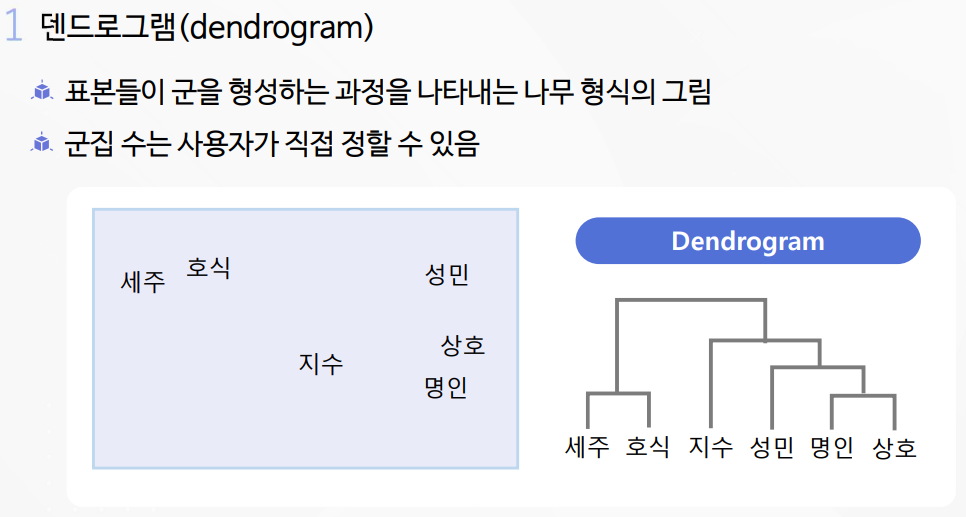 1 덴드로그램(dendrogram)
표본들이 군을 형성하는 과정을 나타내는 나무 형식의 그림
군집 수는 사용자가 직접 정할 수 있음
세주 호식 성민
지수 상호
명인
Dendrogram
세주 호식 지수 성민 명인 상호